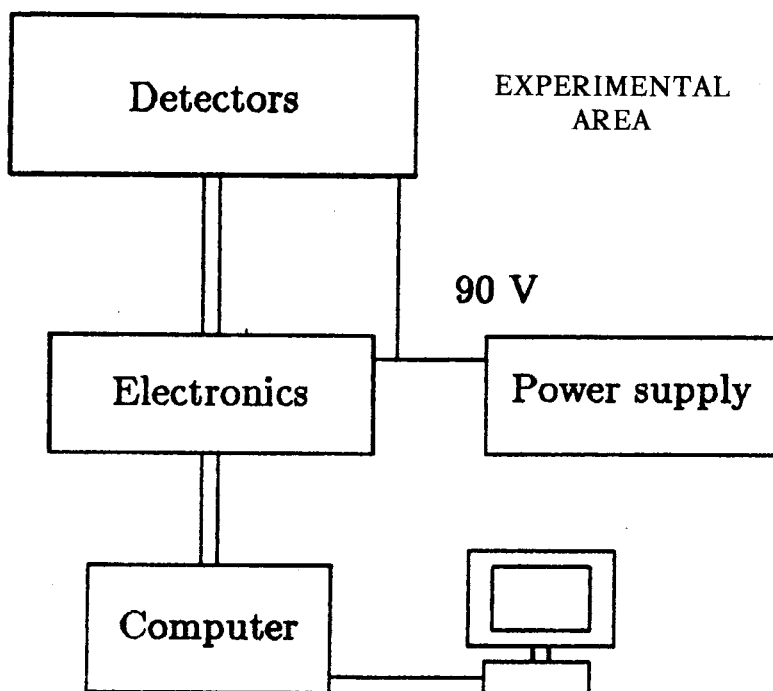 Detectors
EXPERIMENTAL
AREA
90 V
Electronics
Power supply
Computer